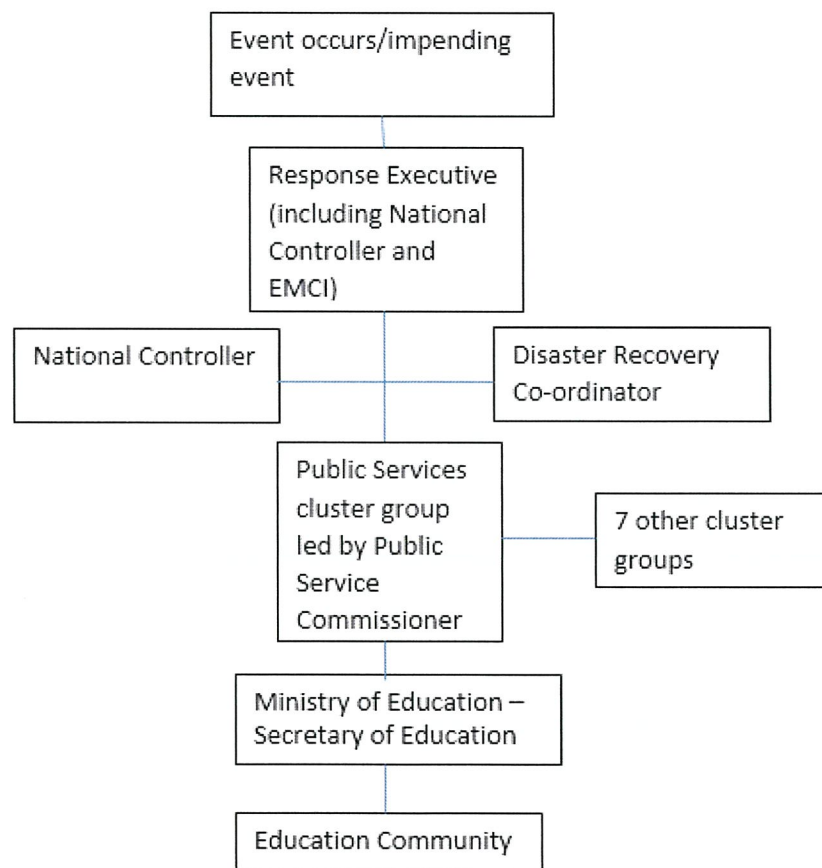 Event occurs/impending
event
Response Executive
(including National
Controller and
EMCI)
National Controller
Disaster Recovery
Co-ordinator
Public Services
cluster group
led by Public
Service
Commissioner
7 other cluster
groups
Ministry of Education –
Secretary of Education
Education Community